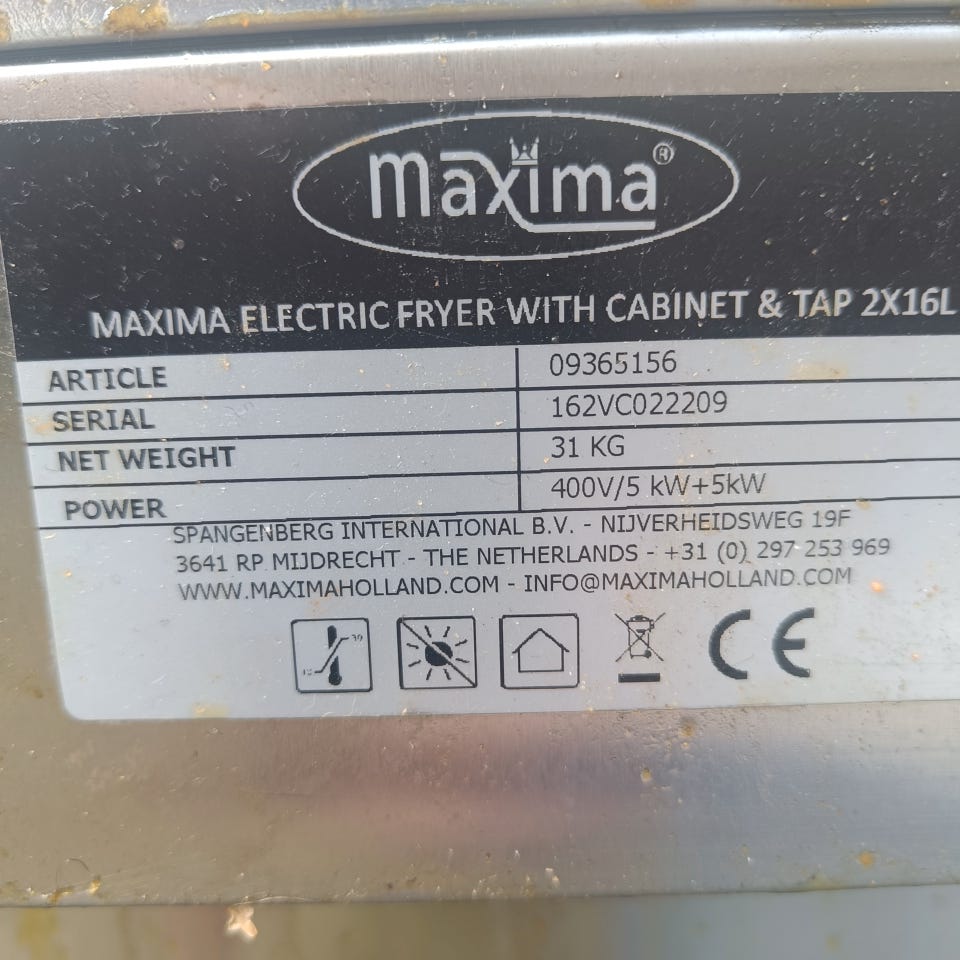 maxima®
MAXIMA ELECTRIC FRYER WITH CABINET & TAP 2X16L
ARTICLE 09365156
SERIAL 162VC022209
NET WEIGHT 31 KG
POWER 400V/5 kW+5kW
SPANGENBERG INTERNATIONAL B.V. - NIJVERHEIDSWEG 19F
3641 RP MIJDRECHT - THE NETHERLANDS - +31 (0) 297 253 969
WWW.MAXIMAHOLLAND.COM - INFO@MAXIMAHOLLAND.COM
CE